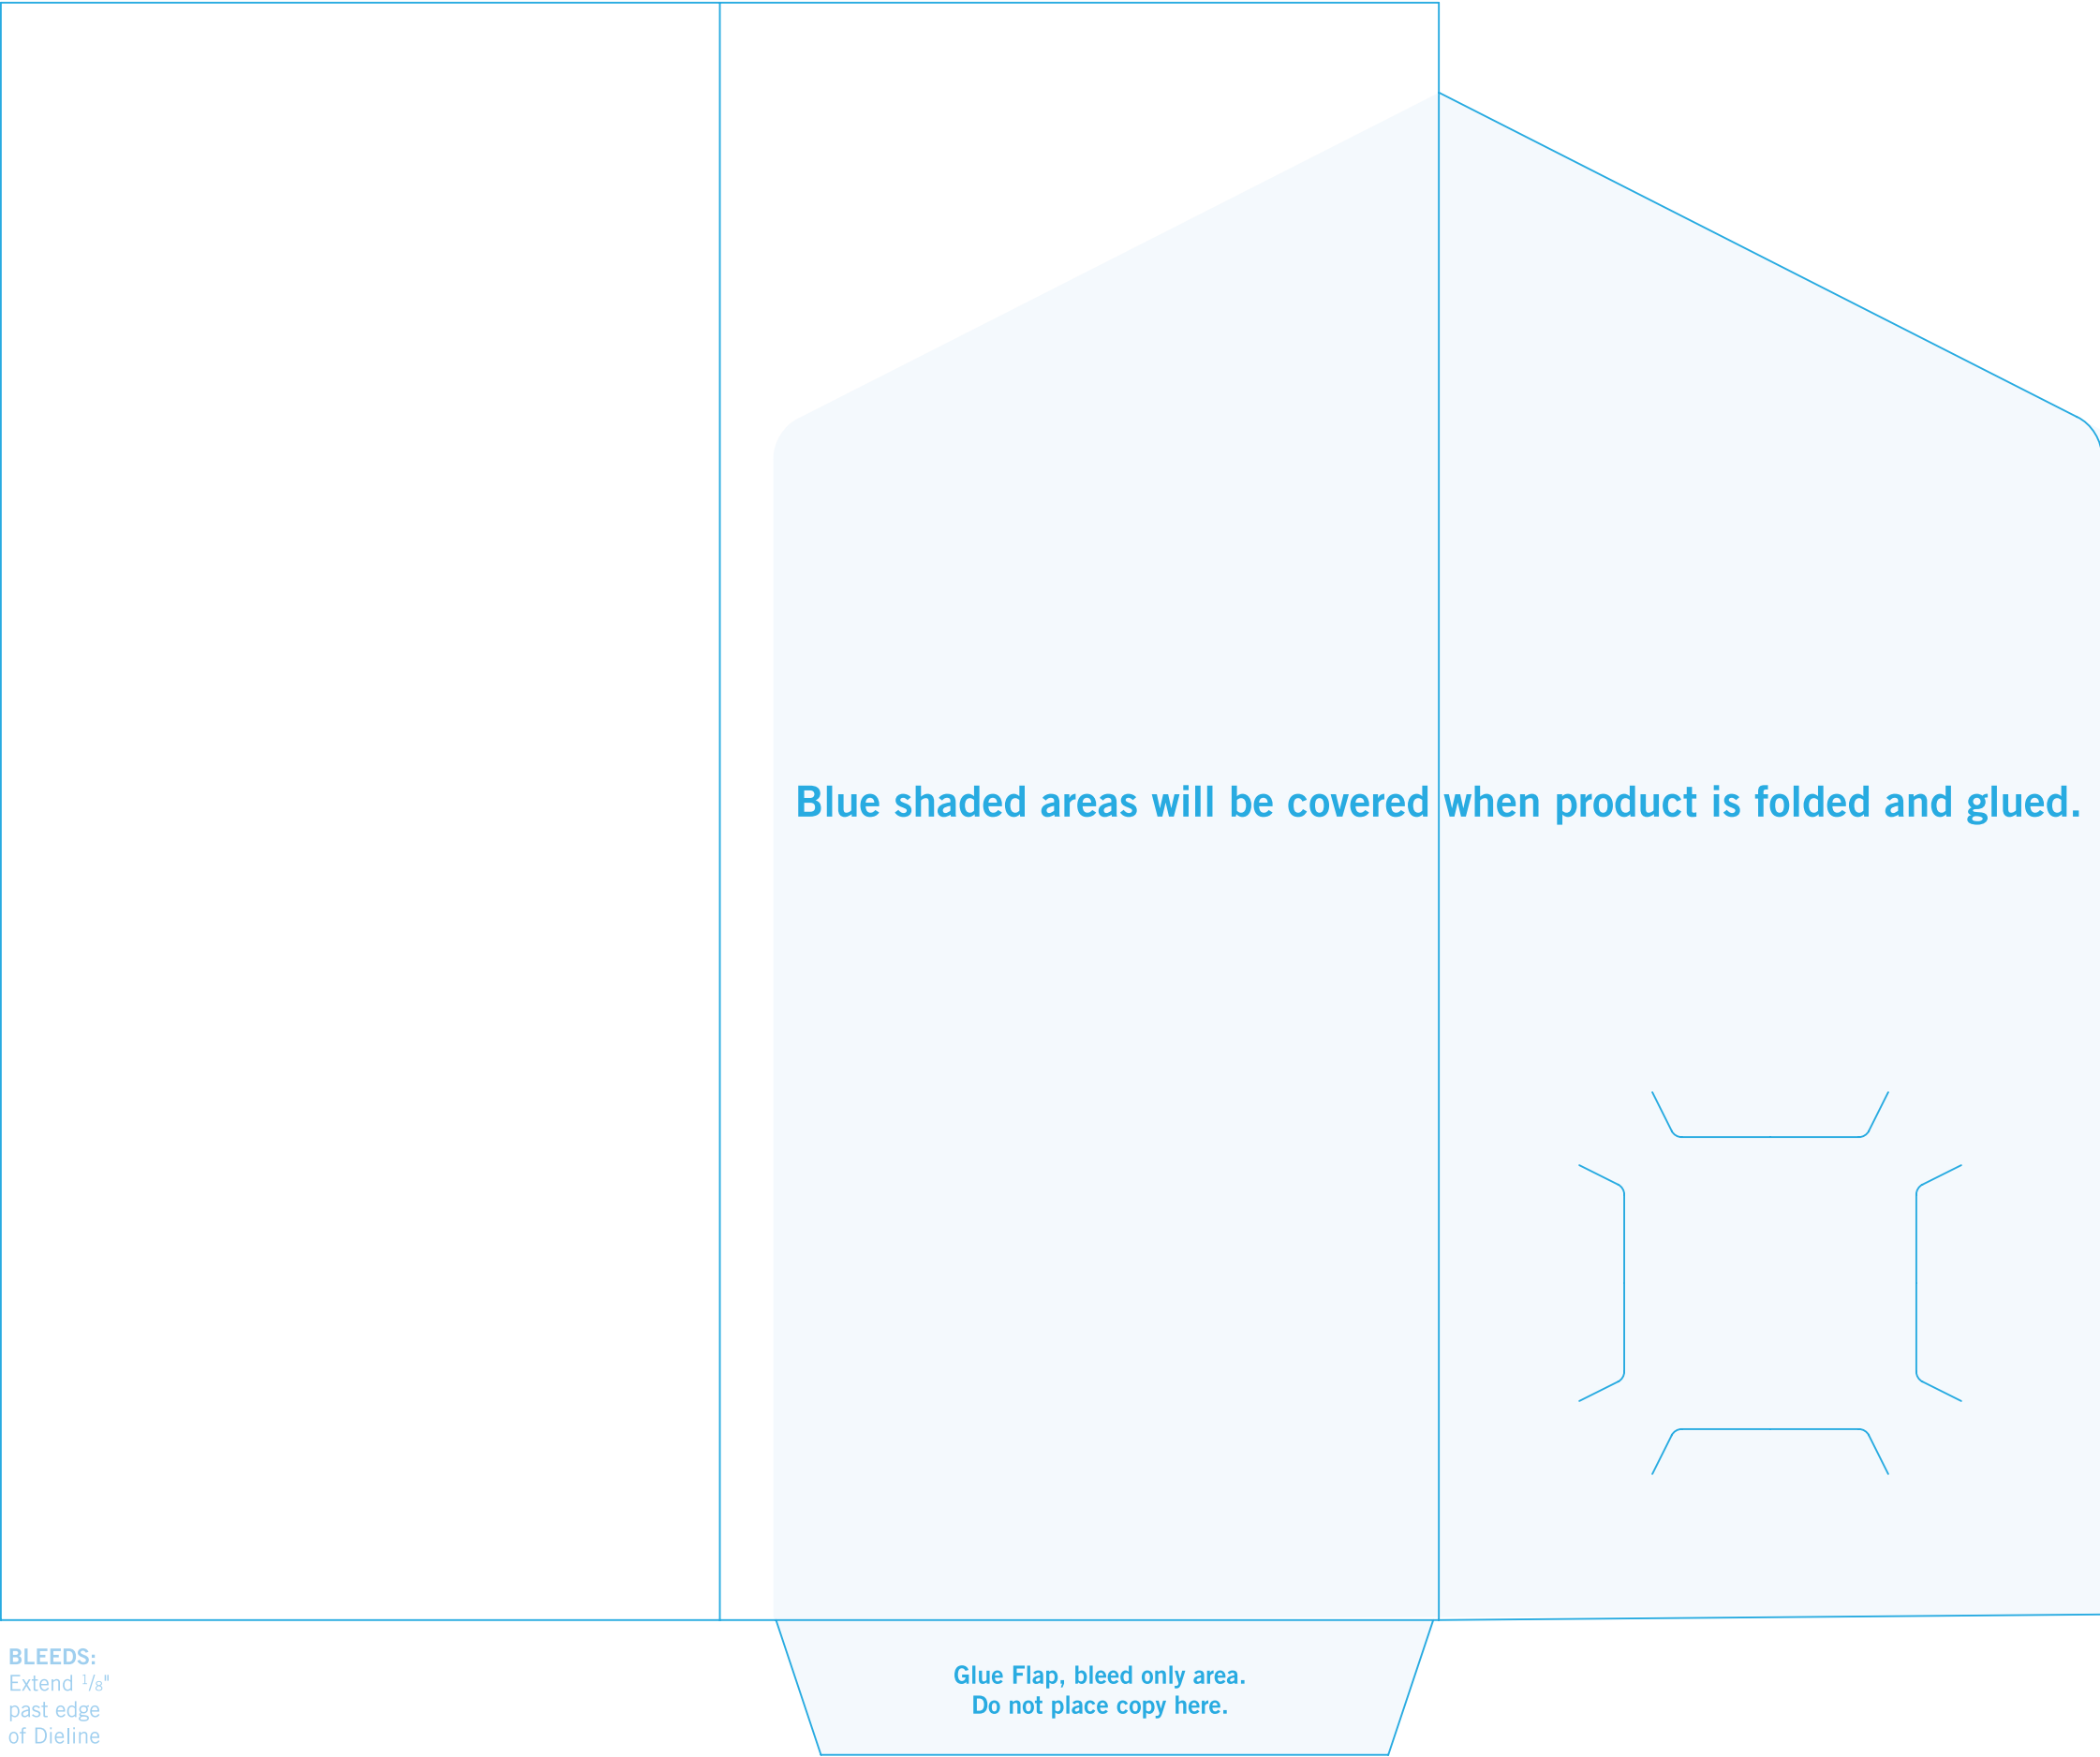 Blue shaded areas will be covered when product is folded and glued.
Glue Flap, bleed only area.
Do not place copy here.
BLEEDS:
Extend 1/8"
past edge
of Dieline